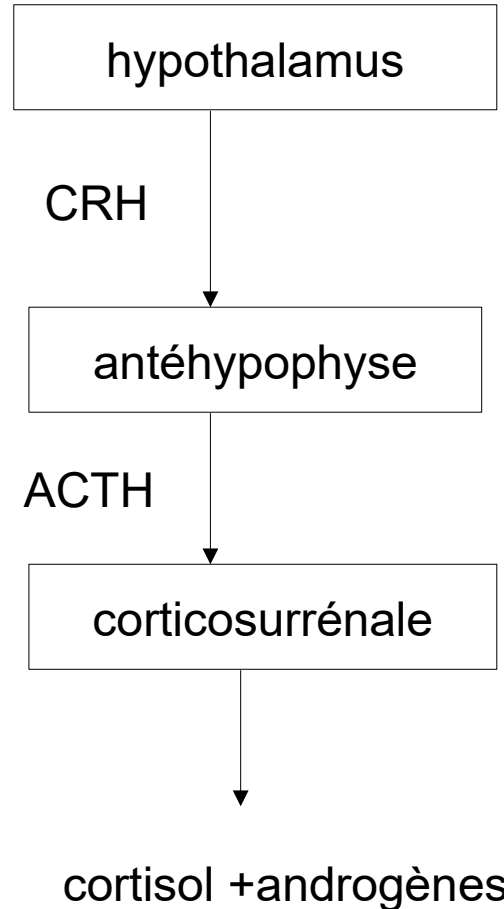 hypothalamus
CRH
antéhypophyse
ACTH
corticosurrénale
cortisol +androgènes